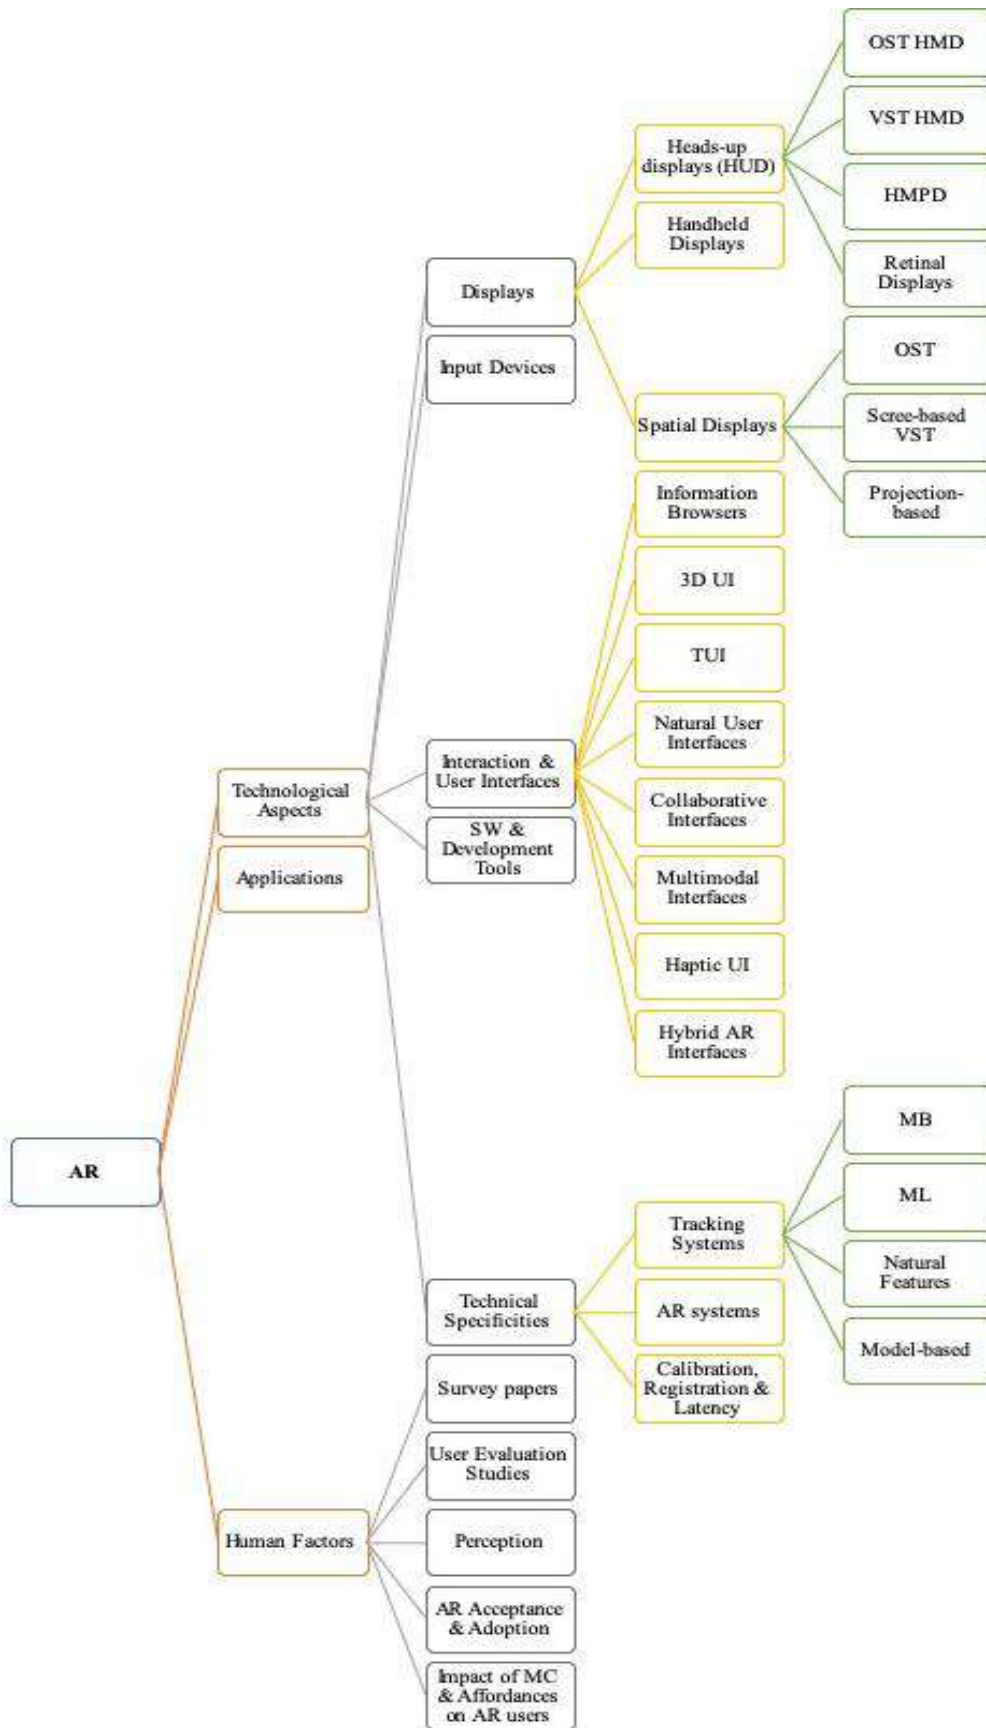 OST HMD
VST HMD
Heads-up
displays (HUD)
HMPD
Handheld
Displays
Retinal
Displays
Displays
OST
Input Devices
Spatial Displays
Scree-based
VST
Information
Browsers
Projection-
based
3D UI
TUI
Natural User
Interfaces
Interaction &
User Interfaces
Technological
Aspects
Collaborative
Interfaces
SW &
Development
Tools
Applications
Multimodal
Interfaces
Haptic UI
Hybrid AR
Interfaces
MB
AR
ML
Tracking
Systems
Natural
Features
Technical
Specificities
AR systems
Model-based
Survey papers
Calibration,
Registration &
Latency
User Evaluation
Studies
Human Factors
Perception
AR Acceptance
& Adoption
Impact of MC
& Affordances
on AR users